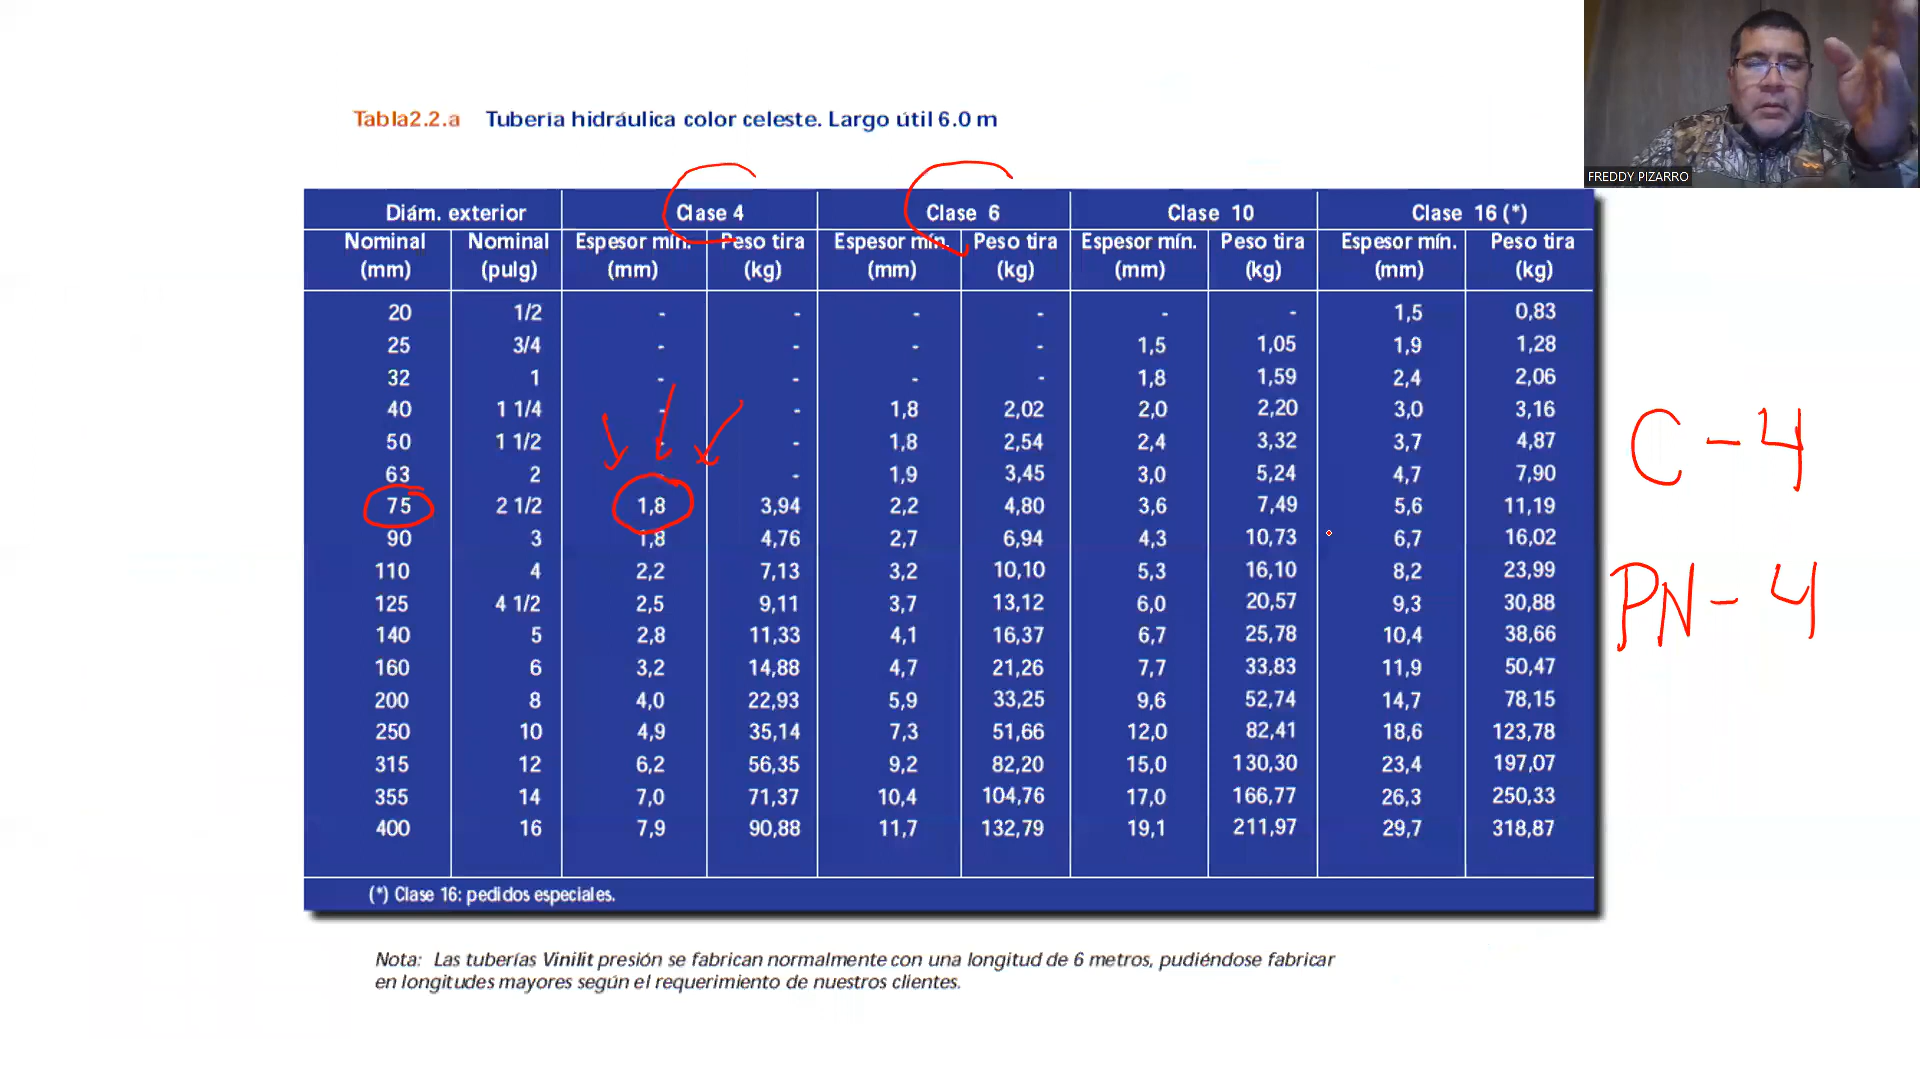 FREDDY PIZARRO
Tabla2.2.a Tubería hidráulica color celeste. Largo útil 6.0 m
Diám. exterior Clase 4 Clase 6 Clase 10 Clase 16 (*)
Nominal Nominal Espesor mín. Peso tira Espesor mín. Peso tira Espesor mín. Peso tira Espesor mín. Peso tira
(mm) (pulg) (mm) (kg) (mm) (kg) (mm) (kg) (mm) (kg)
20 1/2 - - - - - - 1,5 0,83
25 3/4 - - - - 1,5 1,05 1,9 1,28
32 1 - - - - 1,8 1,59 2,4 2,06
40 1 1/4 - - 1,8 2,02 2,0 2,20 3,0 3,16
50 1 1/2 - - 1,8 2,54 2,4 3,32 3,7 4,87
63 2 - 1,9 3,45 3,0 5,24 4,7 7,90
75 2 1/2 1,8 3,94 2,2 4,80 3,6 7,49 5,6 11,19
90 3 1,8 4,76 2,7 6,94 4,3 10,73 6,7 16,02
110 4 2,2 7,13 3,2 10,10 5,3 16,10 8,2 23,99
125 4 1/2 2,5 9,11 3,7 13,12 6,0 20,57 9,3 30,88
140 5 2,8 11,33 4,1 16,37 6,7 25,78 10,4 38,66
160 6 3,2 14,88 4,7 21,26 7,7 33,83 11,9 50,47
200 8 4,0 22,93 5,9 33,25 9,6 52,74 14,7 78,15
250 10 4,9 35,14 7,3 51,66 12,0 82,41 18,6 123,78
315 12 6,2 56,35 9,2 82,20 15,0 130,30 23,4 197,07
355 14 7,0 71,37 10,4 104,76 17,0 166,77 26,3 250,33
400 16 7,9 90,88 11,7 132,79 19,1 211,97 29,7 318,87
(*) Clase 16: pedidos especiales.
Nota: Las tuberías Vinilit presión se fabrican normalmente con una longitud de 6 metros, pudiéndose fabricar
en longitudes mayores según el requerimiento de nuestros clientes.
C-4
PN-4